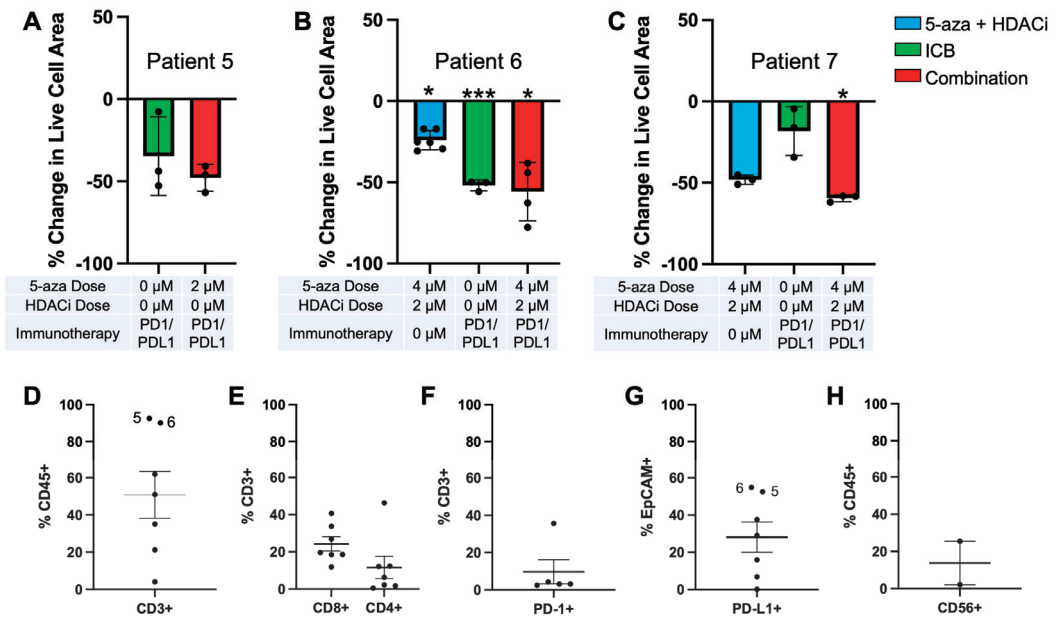 A
% Change in Live Cell Area
50
0
-50
-100
Patient 5
5-aza Dose 0 µM 2 µM
HDACi Dose 0 µM 0 µM
Immunotherapy PD1/ PDL1 PD1/ PDL1
B
% Change in Live Cell Area
50
0
-50
-100
Patient 6
* *** *
5-aza Dose 4 µM 0 µM 4 µM
HDACi Dose 2 µM 0 µM 2 µM
Immunotherapy 0 µM PD1/ PDL1 PD1/ PDL1
C
% Change in Live Cell Area
50
0
-50
-100
Patient 7
*
5-aza Dose 4 µM 0 µM 4 µM
HDACi Dose 2 µM 0 µM 2 µM
Immunotherapy 0 µM PD1/ PDL1 PD1/ PDL1
5-aza + HDACi
ICB
Combination
D
% CD45+
100
80
60
40
20
0
5 6
CD3+
E
% CD3+
100
80
60
40
20
0
CD8+ CD4+
F
% CD3+
100
80
60
40
20
0
PD-1+
G
% EpCAM+
100
80
60
40
20
0
6 5
PD-L1+
H
% CD45+
100
80
60
40
20
0
CD56+